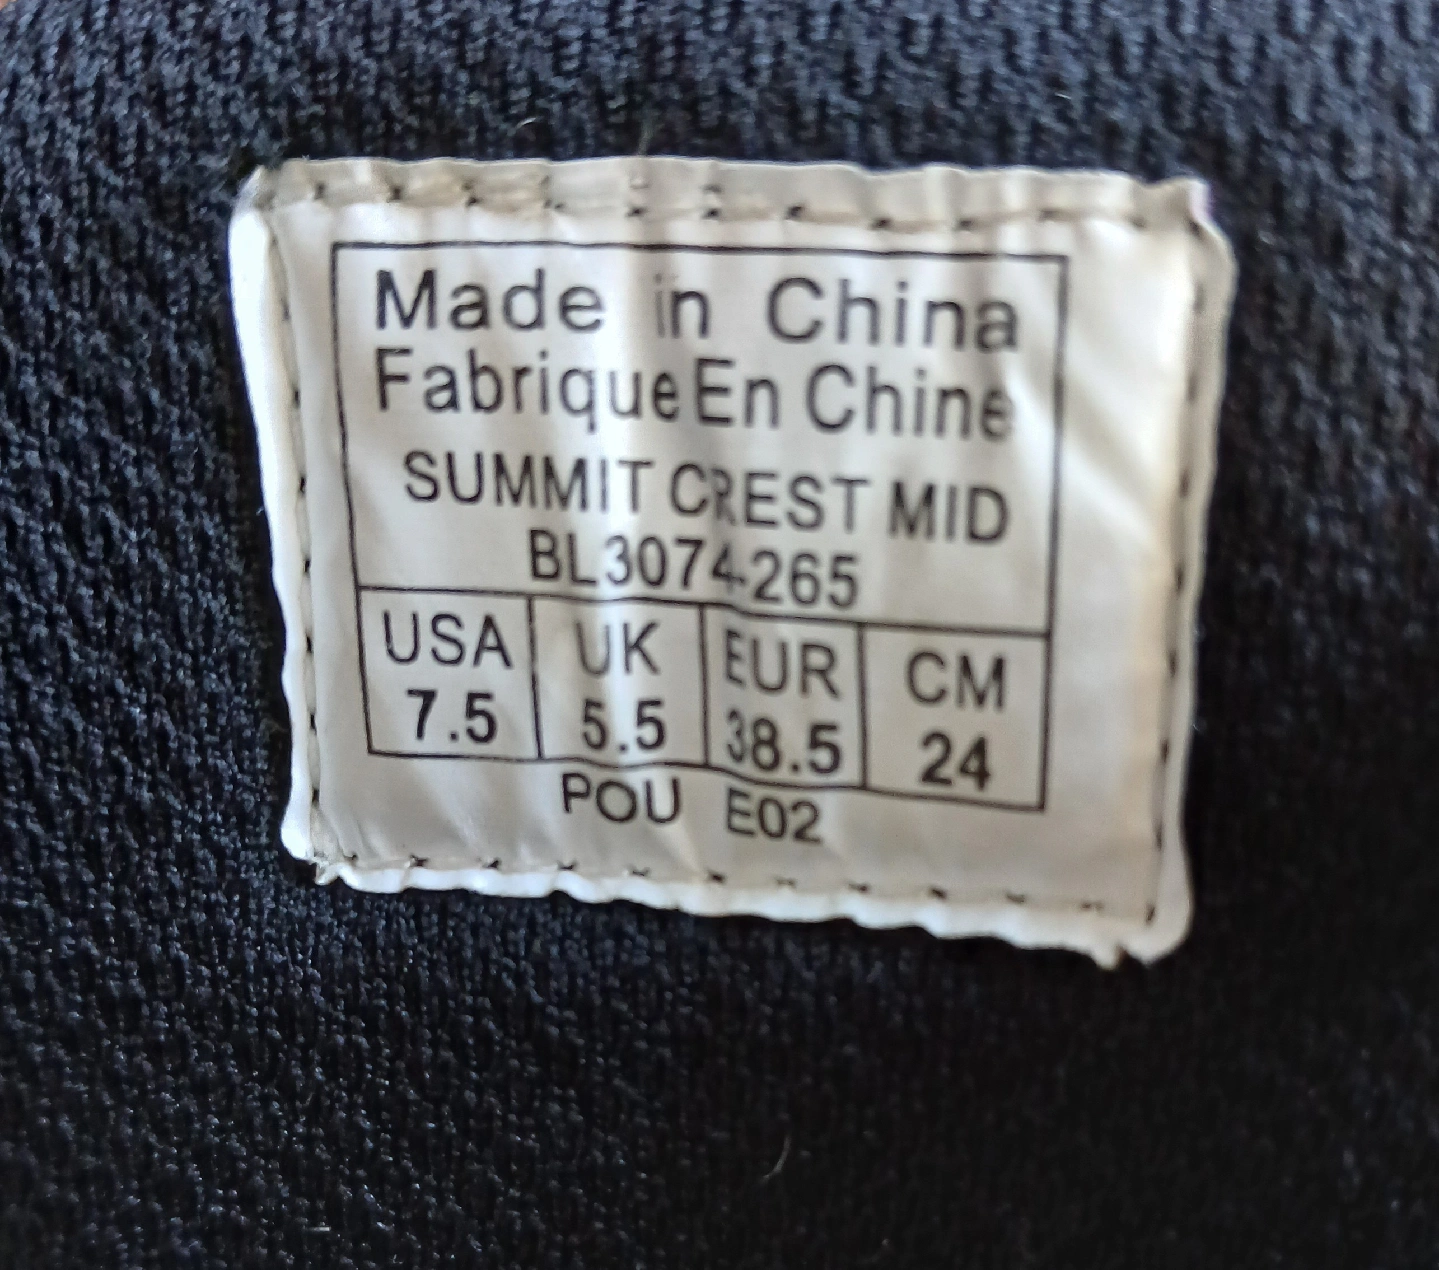 Made in China
Fabrique En Chine
SUMMIT CREST MID
BL3074-265
USA UK EUR CM
7.5 5.5 38.5 24
POU E02